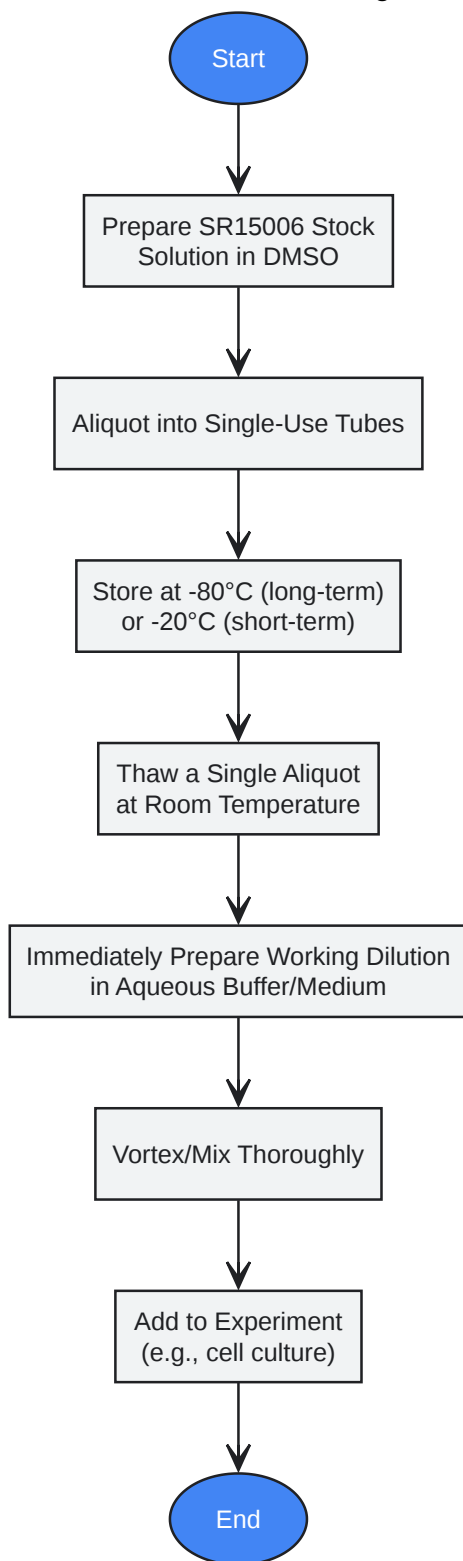 Start
Prepare SR15006 Stock
Solution in DMSO
Aliquot into Single-Use Tubes
Store at -80°C (long-term)
or -20°C (short-term)
Thaw a Single Aliquot
at Room Temperature
Immediately Prepare Working Dilution
in Aqueous Buffer/Medium
Vortex/Mix Thoroughly
Add to Experiment
(e.g., cell culture)
End